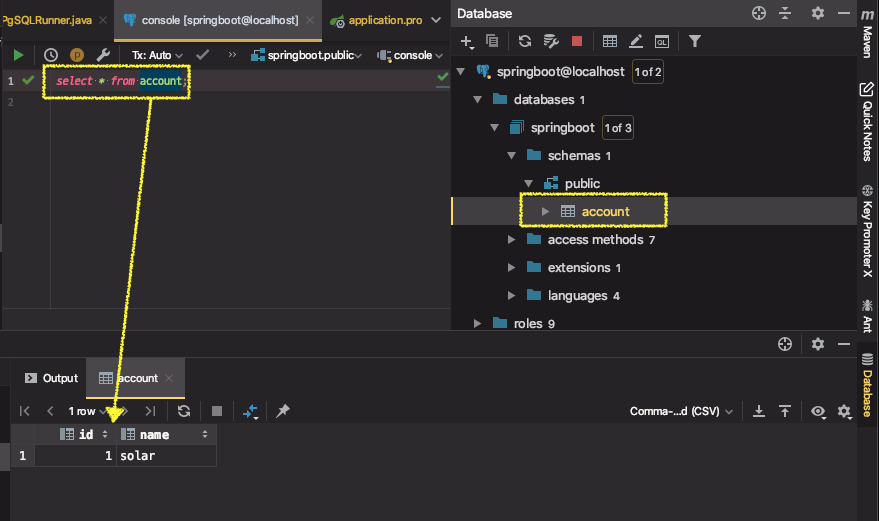 PgSQLRunner.java
console [springboot@localhost]
application.pro
Tx: Auto
springboot.public
console
1 select * from account;
2
Database
springboot@localhost 1 of 2
databases 1
springboot 1 of 3
schemas 1
public
account
access methods 7
extensions 1
languages 4
roles 9
Maven
Quick Notes
Key Promoter X
Ant
Database
Output
account
1 row
Comma-...d (CSV)
id name
1 1 solar